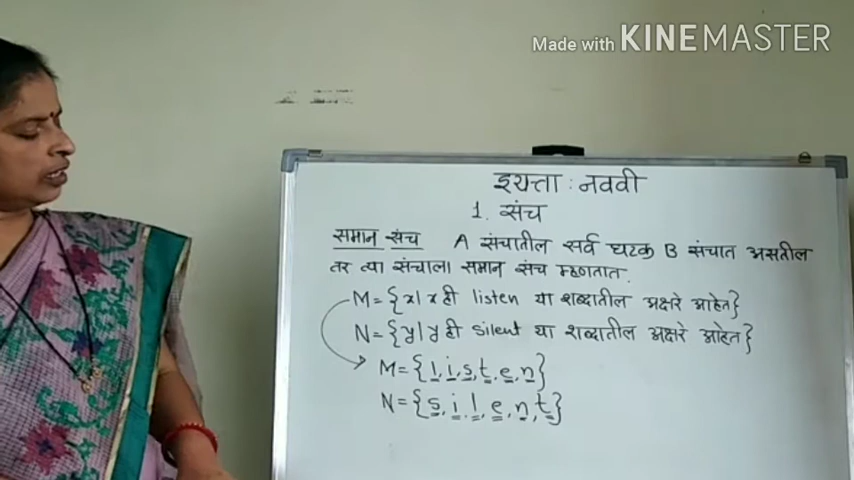 Made with KINEMASTER
इयत्ता : नववी
1. संच
समान संच A संचातील सर्व घटक B संचात असतील
तर त्या संचाला समान संच म्हणतात.
M = {x | x ही listen या शब्दातील अक्षरे आहेत}
N = {y | y ही silent या शब्दातील अक्षरे आहेत}
M = {l, i, s, t, e, n}
N = {s, i, l, e, n, t}